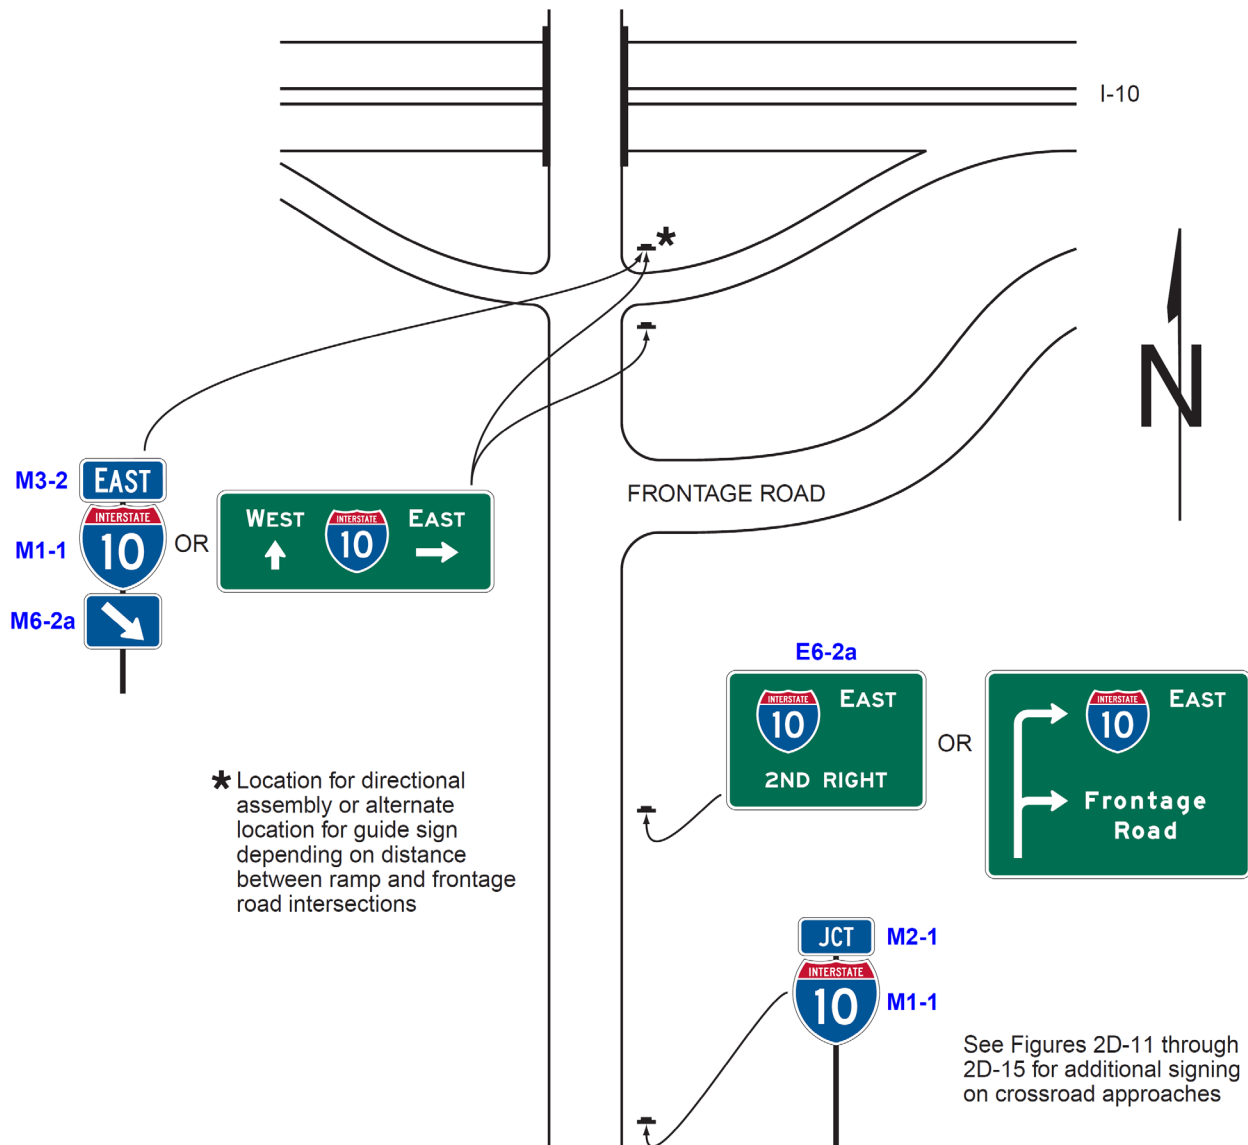 I-10
*
N
M3-2
EAST
M1-1
INTERSTATE
10
M6-2a
OR
WEST
INTERSTATE
10
EAST
FRONTAGE ROAD
E6-2a
INTERSTATE
10
EAST
2ND RIGHT
OR
INTERSTATE
10
EAST
Frontage
Road
* Location for directional
assembly or alternate
location for guide sign
depending on distance
between ramp and frontage
road intersections
JCT
M2-1
INTERSTATE
10
M1-1
See Figures 2D-11 through
2D-15 for additional signing
on crossroad approaches